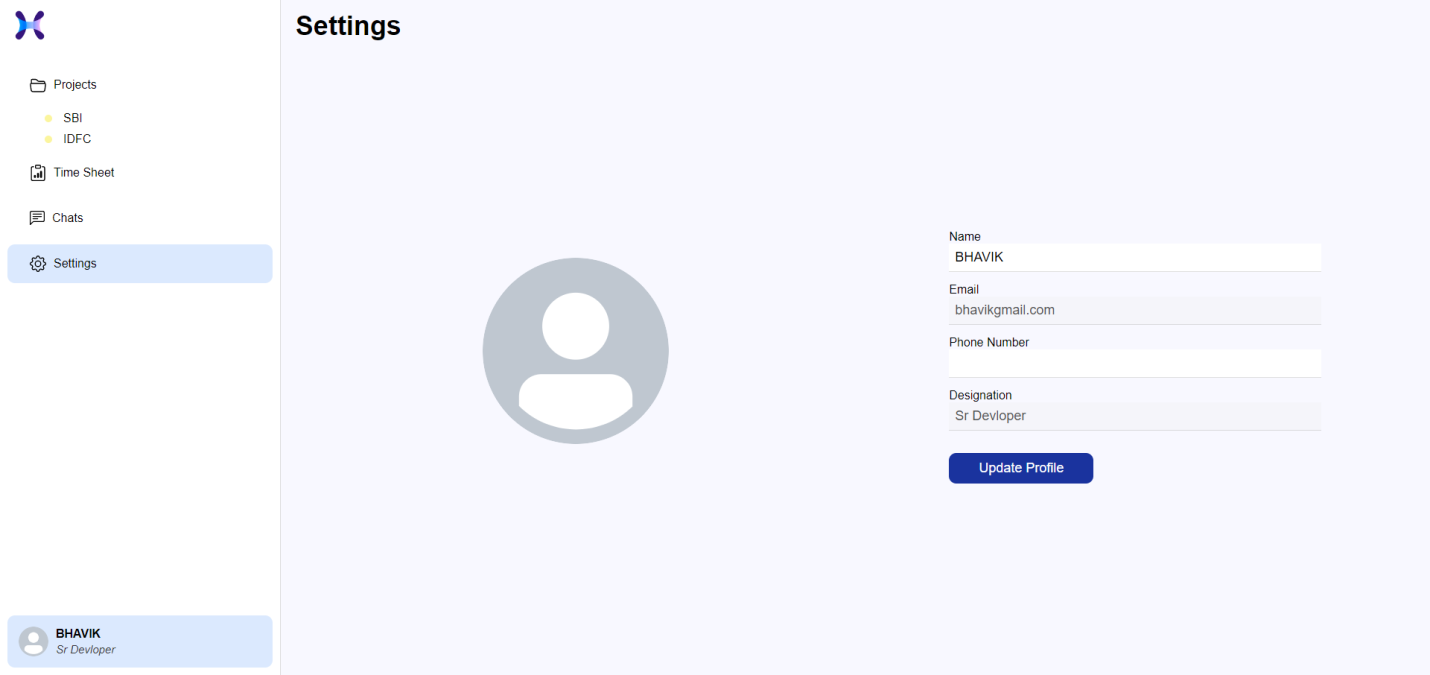 Settings
Projects
SBI
IDFC
Time Sheet
Chats
Settings
Name
BHAVIK
Email
bhavikgmail.com
Phone Number
Designation
Sr Devloper
Update Profile
BHAVIK
Sr Devloper